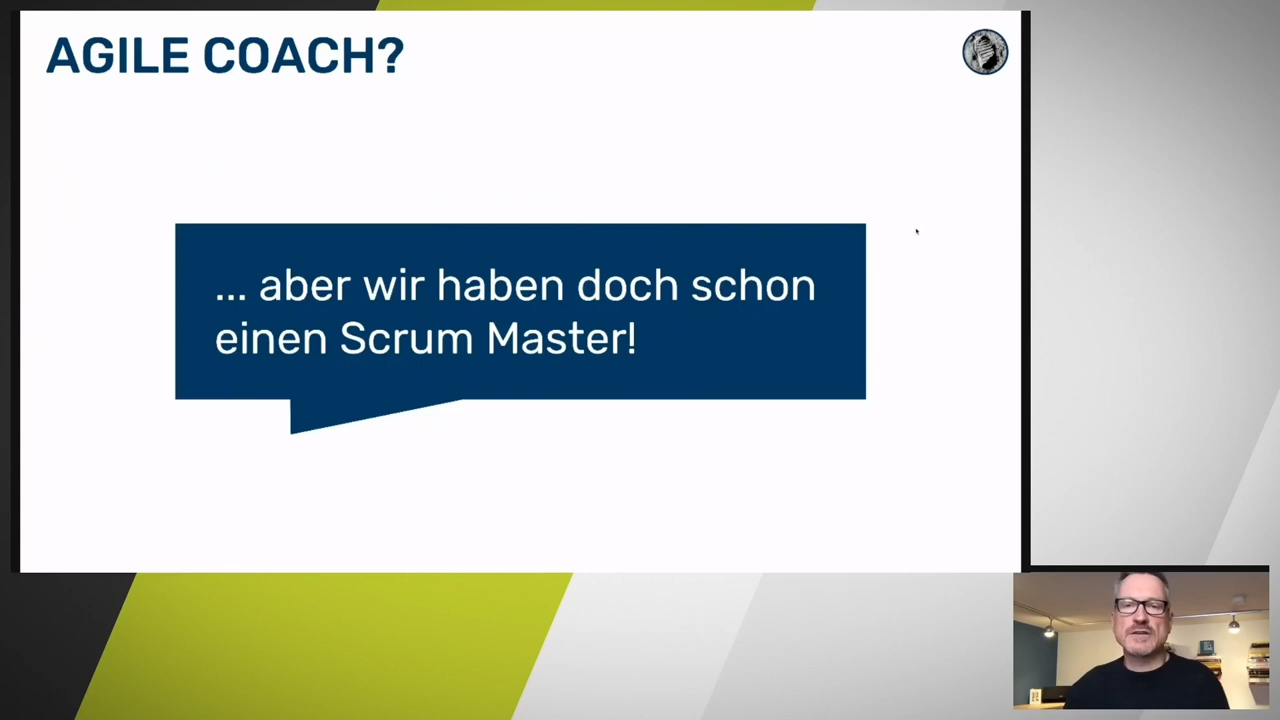 AGILE COACH?
... aber wir haben doch schon
einen Scrum Master!